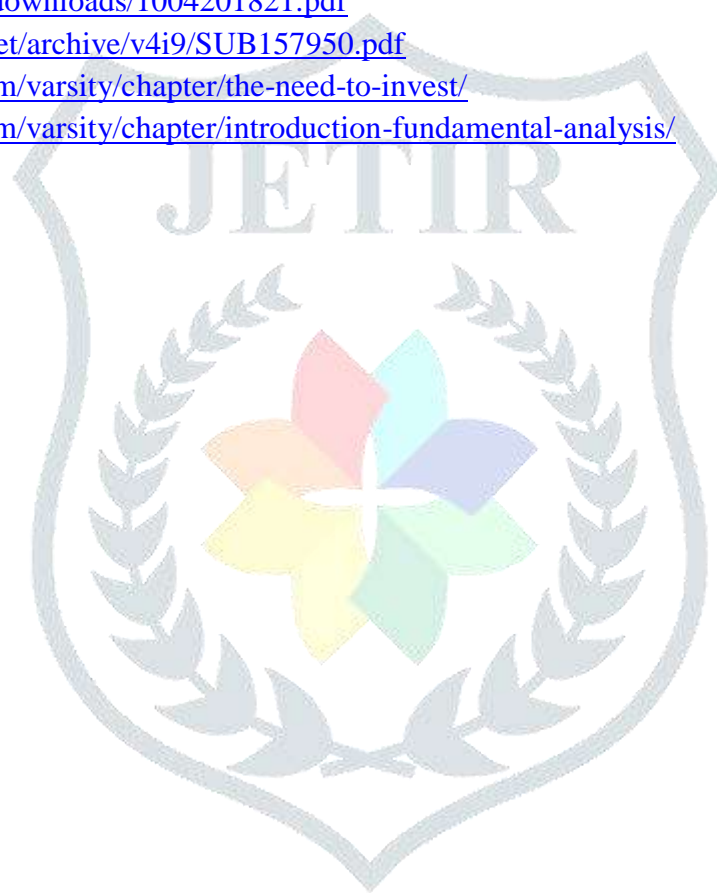 downloads/1004201821.pdf
et/archive/v4i9/SUB157950.pdf
m/varsity/chapter/the-need-to-invest/
m/varsity/chapter/introduction-fundamental-analysis/
JETIR